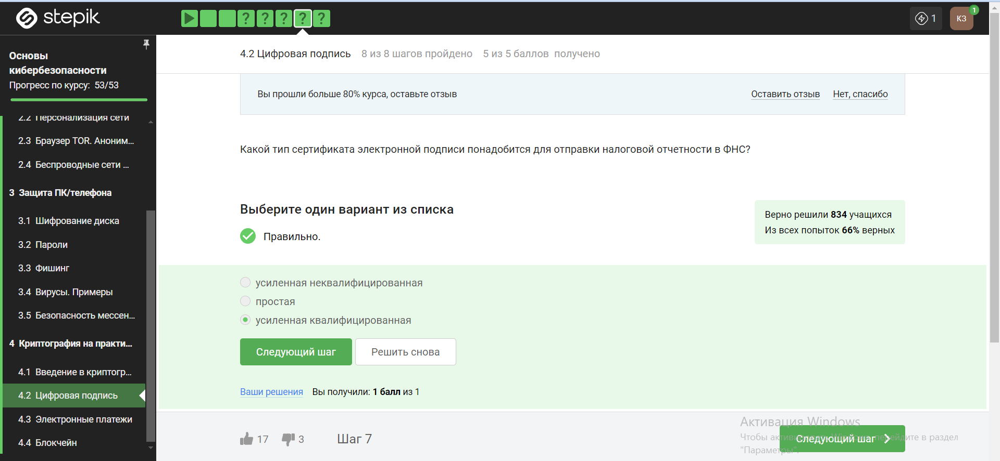 stepik
? ? ? ? ?
1
КЗ
1
Основы
кибербезопасности
Прогресс по курсу: 53/53
2.2 Персонализация сети
2.3 Браузер TOR. Аноним...
2.4 Беспроводные сети ...
3 Защита ПК/телефона
3.1 Шифрование диска
3.2 Пароли
3.3 Фишинг
3.4 Вирусы. Примеры
3.5 Безопасность мессен...
4 Криптография на практи...
4.1 Введение в криптогр...
4.2 Цифровая подпись
4.3 Электронные платежи
4.4 Блокчейн
4.2 Цифровая подпись 8 из 8 шагов пройдено 5 из 5 баллов получено
Вы прошли больше 80% курса, оставьте отзыв
Оставить отзыв Нет, спасибо
Какой тип сертификата электронной подписи понадобится для отправки налоговой отчетности в ФНС?
Выберите один вариант из списка
Правильно.
Верно решили 834 учащихся
Из всех попыток 66% верных
усиленная неквалифицированная
простая
усиленная квалифицированная
Следующий шаг Решить снова
Ваши решения Вы получили: 1 балл из 1
17 3 Шаг 7
Следующий шаг
Активация Windows
Чтобы активировать Windows, перейдите в раздел
"Параметры".